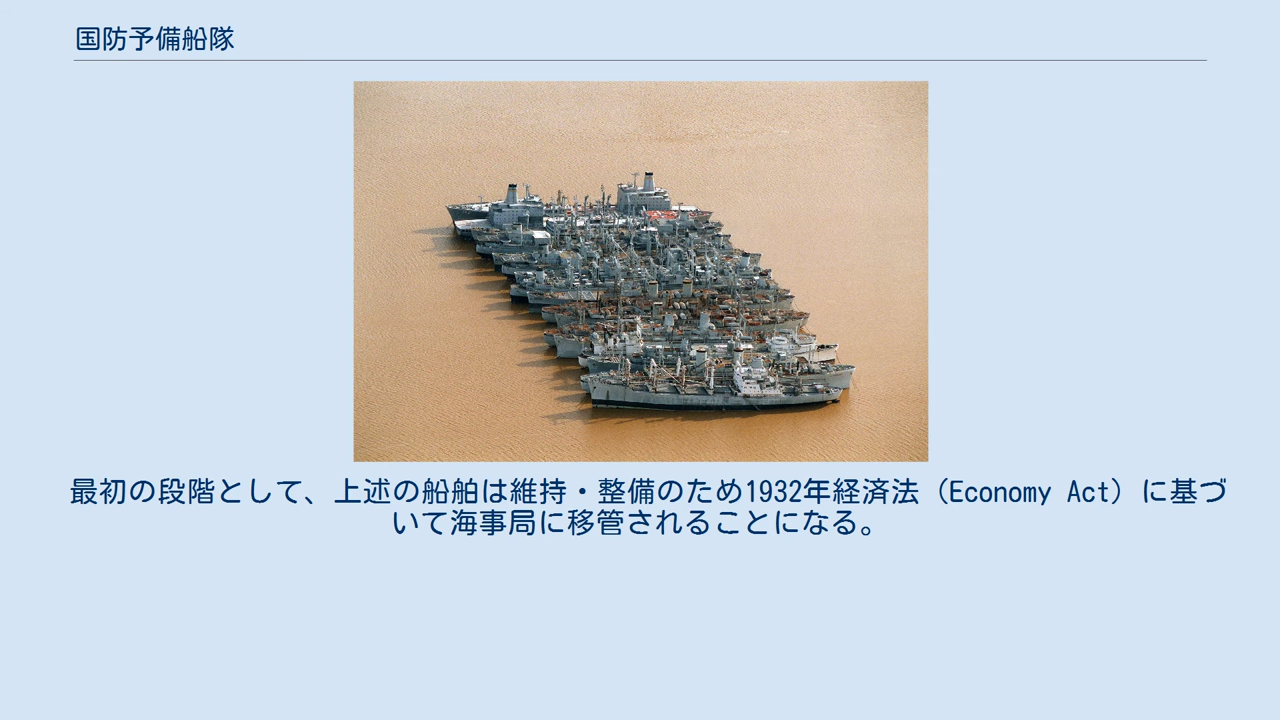 国防予備船隊
最初の段階として、上述の船舶は維持・整備のため1932年経済法（Economy Act）に基づ
いて海事局に移管されることになる。